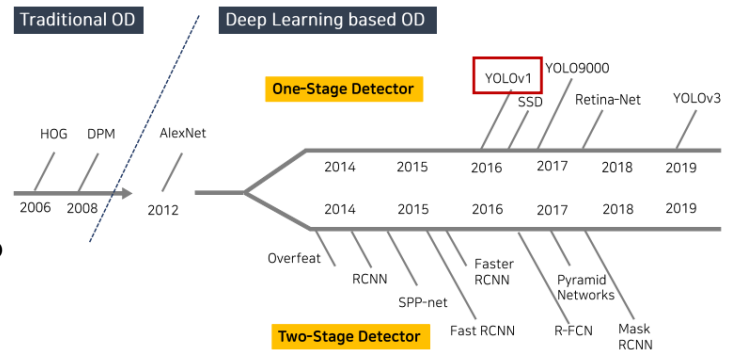 Traditional OD
Deep Learning based OD
One-Stage Detector
YOLOv1
YOLO9000
SSD
Retina-Net
YOLOv3
HOG
DPM
AlexNet
2014
2015
2016
2017
2018
2019
2006
2008
2012
2014
2015
2016
2017
2018
2019
Overfeat
RCNN
SPP-net
Fast RCNN
Faster
RCNN
R-FCN
Pyramid
Networks
Mask
RCNN
Two-Stage Detector